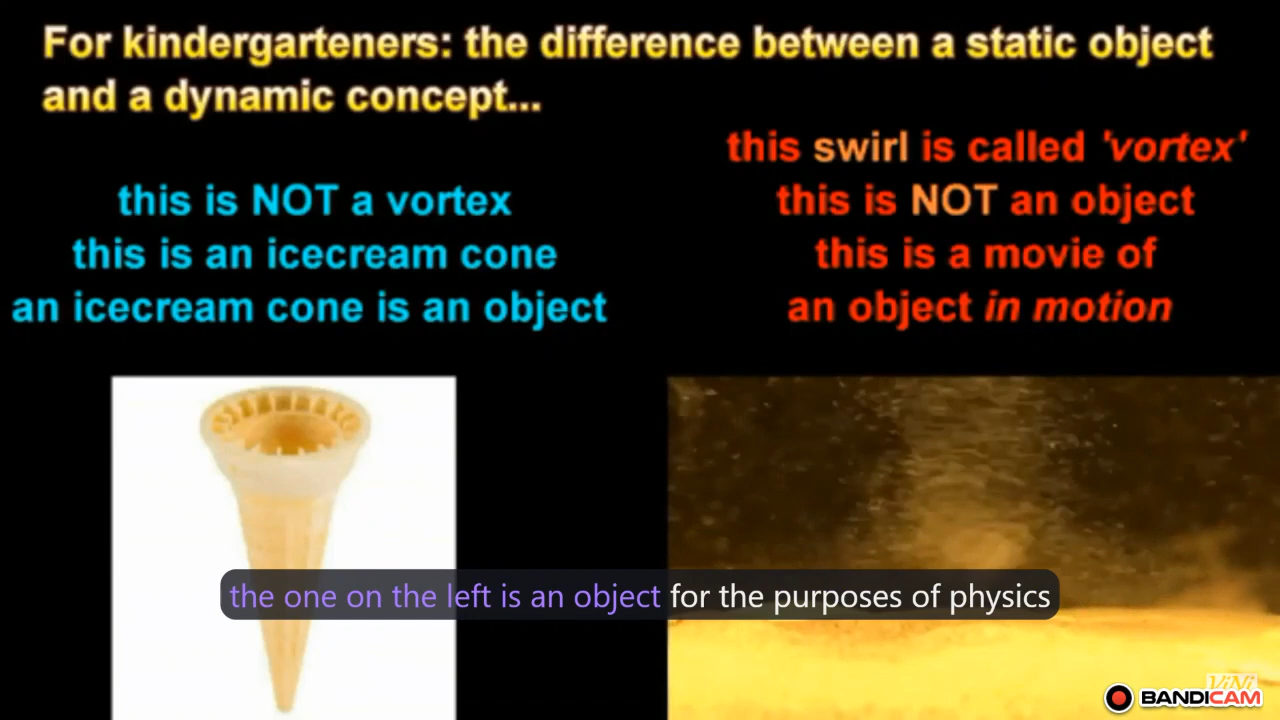 For kindergarteners: the difference between a static object
and a dynamic concept...
this is NOT a vortex
this is an icecream cone
an icecream cone is an object
this swirl is called 'vortex'
this is NOT an object
this is a movie of
an object in motion
the one on the left is an object for the purposes of physics
ViNi
BANDICAM